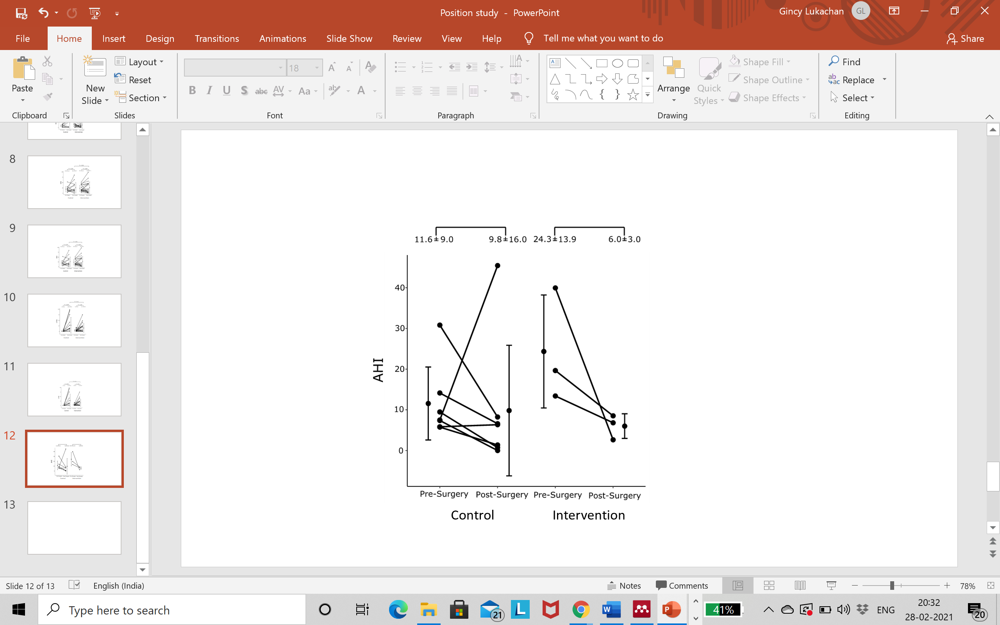 Position study - PowerPoint
Gincy Lukachan
GL
File
Home
Insert
Design
Transitions
Animations
Slide Show
Review
View
Help
Tell me what you want to do
Share
Paste
Clipboard
New
Slide
Layout
Reset
Section
Slides
18
B I U S abc AV Aa A
Font
Paragraph
Arrange
Quick
Styles
Shape Fill
Shape Outline
Shape Effects
Drawing
Find
Replace
Select
Editing
8
9
10
11
12
13
11.6±9.0
9.8±16.0
24.3±13.9
6.0±3.0
AHI
40
30
20
10
0
Pre-Surgery
Post-Surgery
Pre-Surgery
Post-Surgery
Control
Intervention
Slide 12 of 13
English (India)
Notes
Comments
78%
Type here to search
21
41%
ENG
20:32
28-02-2021
20